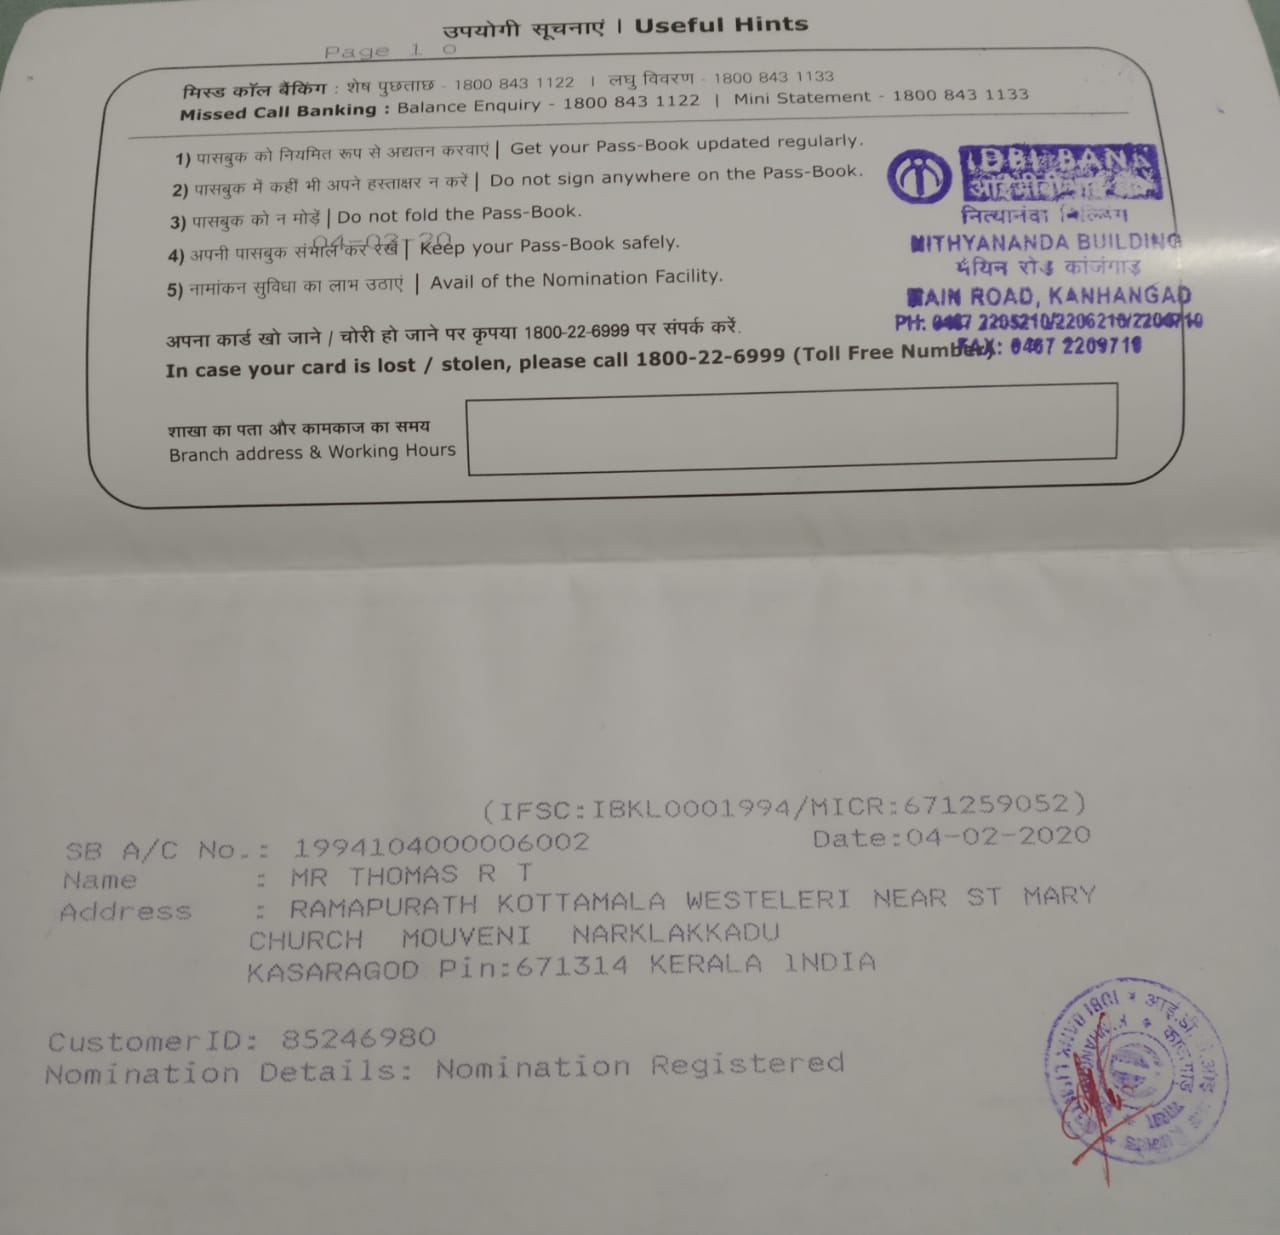 उपयोगी सूचनाएं | Useful Hints
Page 1 0
मिस्ड कॉल बैंकिंग : शेष पुछताछ - 1800 843 1122 | लघु विवरण - 1800 843 1133
Missed Call Banking : Balance Enquiry - 1800 843 1122 | Mini Statement - 1800 843 1133
1) पासबुक को नियमित रूप से अद्यतन करवाएं | Get your Pass-Book updated regularly.
2) पासबुक में कहीं भी अपने हस्ताक्षर न करें | Do not sign anywhere on the Pass-Book.
3) पासबुक को न मोड़ें | Do not fold the Pass-Book.
04-02-20
4) अपनी पासबुक संभाल कर रखें | Keep your Pass-Book safely.
5) नामांकन सुविधा का लाभ उठाएं | Avail of the Nomination Facility.
अपना कार्ड खो जाने / चोरी हो जाने पर कृपया 1800-22-6999 पर संपर्क करें.
In case your card is lost / stolen, please call 1800-22-6999 (Toll Free Number).
IDBI BANK
NITHYANANDA BUILDING
मेयिन रोड कांजंगाड़
MAIN ROAD, KANHANGAD
PH: 0467 2205210/2206210/2204710
FAX: 0467 2209710
शाखा का पता और कामकाज का समय
Branch address & Working Hours
(IFSC:IBKL0001994/MICR:671259052)
SB A/C No.: 1994104000006002 Date:04-02-2020
Name : MR THOMAS R T
Address : RAMAPURATH KOTTAMALA WESTELERI NEAR ST MARY
CHURCH MOUVENI NARKLAKKADU
KASARAGOD Pin:671314 KERALA INDIA
CustomerID: 85246980
Nomination Details: Nomination Registered